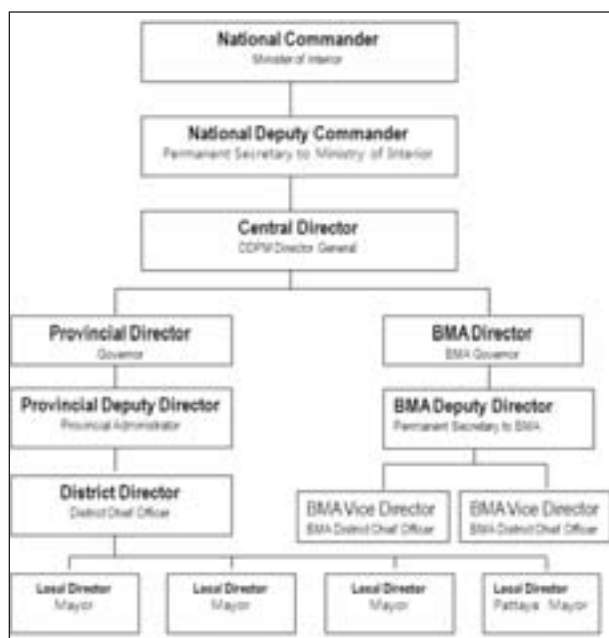 National Commander
Minister of Interior
National Deputy Commander
Permanent Secretary to Ministry of Interior
Central Director
DDPM Director General
Provincial Director
Governor
BMA Director
BMA Governor
Provincial Deputy Director
Provincial Administrator
BMA Deputy Director
Permanent Secretary to BMA
District Director
District Chief Officer
BMA Vice Director
BMA District Chief Officer
BMA Vice Director
BMA District Chief Officer
Local Director
Mayor
Local Director
Mayor
Local Director
Mayor
Local Director
Pattaya Mayor